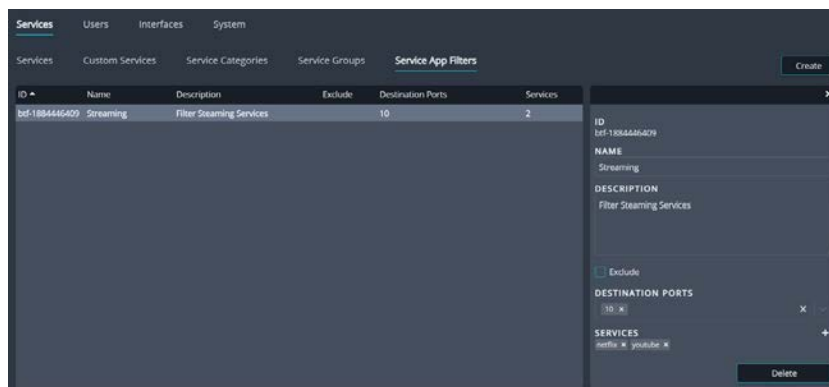 Services Users Interfaces System
Services Custom Services Service Categories Service Groups Service App Filters
Create
ID Name Description Exclude Destination Ports Services
btf-1884446409 Streaming Filter Steaming Services 10 2
ID
btf-1884446409
NAME
Streaming
DESCRIPTION
Filter Steaming Services
Exclude
DESTINATION PORTS
10
SERVICES
netflix youtube
Delete